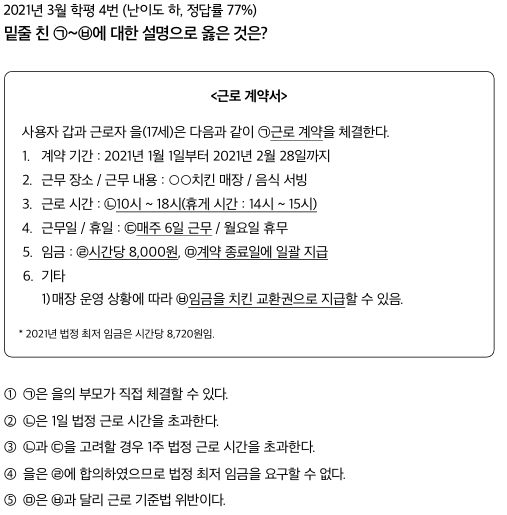 2021년 3월 학평 4번 (난이도 하, 정답률 77%)
밑줄 친 ㉠~㉥에 대한 설명으로 옳은 것은?
<근로 계약서>
사용자 갑과 근로자 을(17세)은 다음과 같이 ㉠근로 계약을 체결한다.
1. 계약 기간 : 2021년 1월 1일부터 2021년 2월 28일까지
2. 근무 장소 / 근무 내용 : ○○치킨 매장 / 음식 서빙
3. 근로 시간 : ㉡10시 ~ 18시(휴게 시간 : 14시 ~ 15시)
4. 근무일 / 휴일 : ㉢매주 6일 근무 / 월요일 휴무
5. 임금 : ㉣시간당 8,000원, ㉤계약 종료일에 일괄 지급
6. 기타
1)매장 운영 상황에 따라 ㉥임금을 치킨 교환권으로 지급할 수 있음.
* 2021년 법정 최저 임금은 시간당 8,720원임.
① ㉠은 을의 부모가 직접 체결할 수 있다.
② ㉡은 1일 법정 근로 시간을 초과한다.
③ ㉡과 ㉢을 고려할 경우 1주 법정 근로 시간을 초과한다.
④ 을은 ㉣에 합의하였으므로 법정 최저 임금을 요구할 수 없다.
⑤ ㉤은 ㉥과 달리 근로 기준법 위반이다.